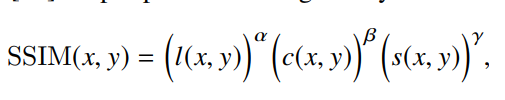 SSIM(x, y) = (l(x, y))^α (c(x, y))^β (s(x, y))^γ,